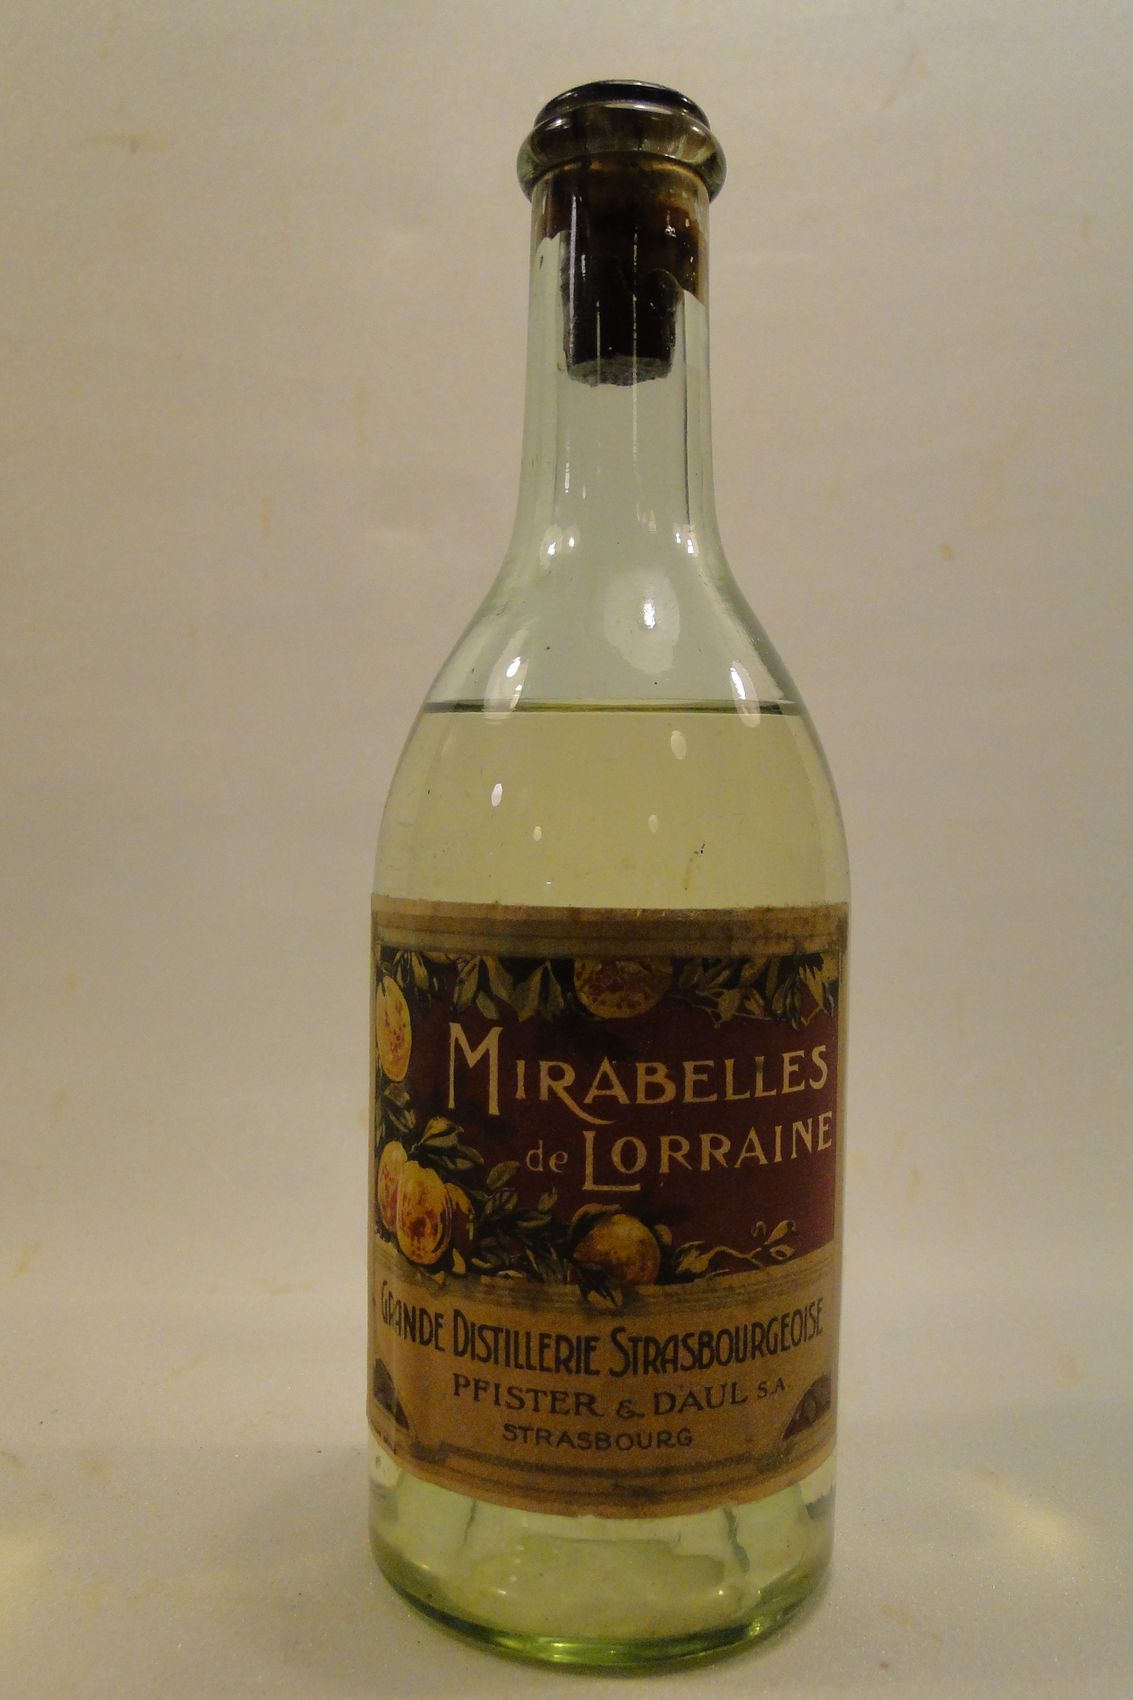 MIRABELLES
de LORRAINE
GRANDE DISTILLERIE STRASBOURGEOISE
PFISTER & DAUL S.A.
STRASBOURG